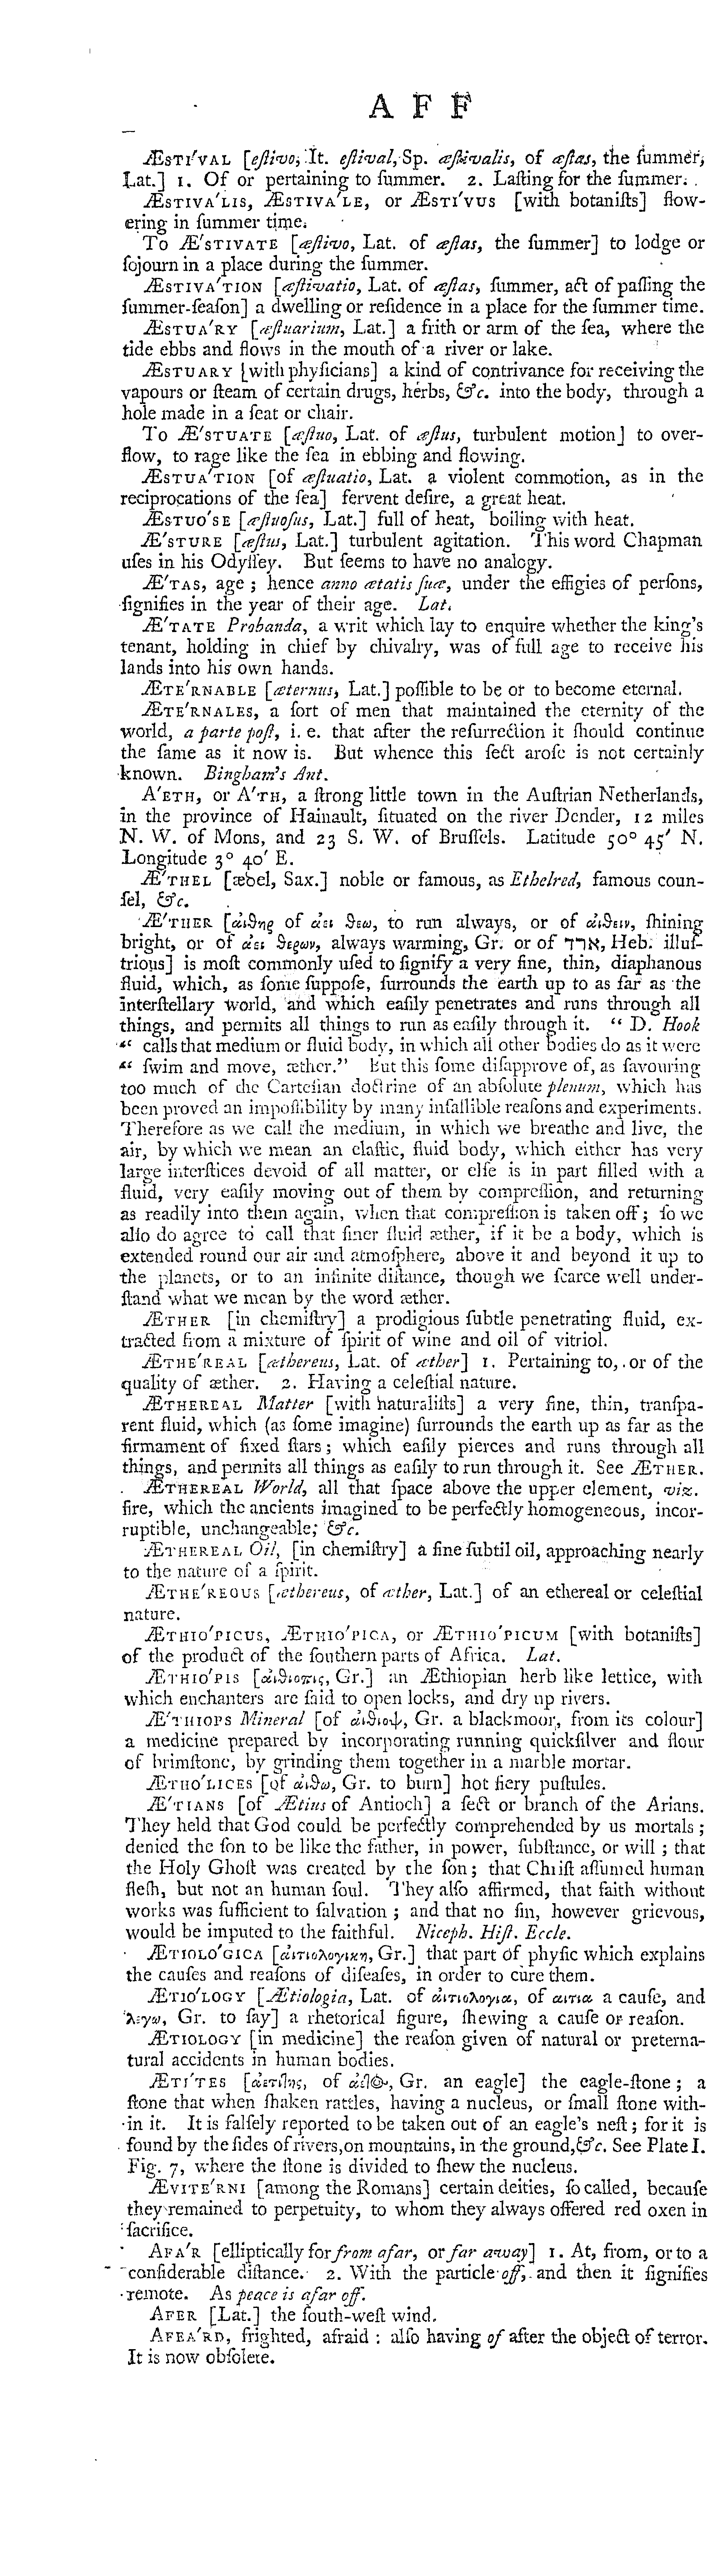 A F F
ÆSTI′VAL [eſtivo, It. eſtival, Sp. æſtivalis, of æſtas, the ſummer,
Lat.] 1. Of or pertaining to ſummer. 2. Laſting for the ſummer.
ÆSTIVA′LIS, ÆSTIVA′LE, or ÆSTI′VUS [with botaniſts] flow-
ering in ſummer time.
To Æ′STIVATE [æſtivo, Lat. of æſtas, the ſummer] to lodge or
ſojourn in a place during the ſummer.
ÆSTIVA′TION [æſtivatio, Lat. of æſtas, ſummer, act of paſſing the
ſummer-ſeaſon] a dwelling or reſidence in a place for the ſummer time.
ÆSTUA′RY [æſtuarium, Lat.] a frith or arm of the ſea, where the
tide ebbs and flows in the mouth of a river or lake.
ÆSTUARY [with phyſicians] a kind of contrivance for receiving the
vapours or ſteam of certain drugs, herbs, &c. into the body, through a
hole made in a ſeat or chair.
To Æ′STUATE [æſtuo, Lat. of æſtus, turbulent motion] to over-
flow, to rage like the ſea in ebbing and flowing.
ÆSTUA′TION [of æſtuatio, Lat. a violent commotion, as in the
reciprocations of the ſea] fervent deſire, a great heat.
ÆSTUO′SE [æſtuoſus, Lat.] full of heat, boiling with heat.
Æ′STURE [æſtus, Lat.] turbulent agitation. This word Chapman
uſes in his Odyſſey. But ſeems to have no analogy.
Æ′TAS, age; hence anno ætatis ſuæ, under the effigies of perſons,
ſignifies in the year of their age. Lat.
Æ′TATE Probanda, a writ which lay to enquire whether the king's
tenant, holding in chief by chivalry, was of full age to receive his
lands into his own hands.
ÆTE′RNABLE [æternus, Lat.] poſſible to be or to become eternal.
ÆTE′RNALES, a ſort of men that maintained the eternity of the
world, a parte poſt, i. e. that after the reſurrection it ſhould continue
the ſame as it now is. But whence this ſect aroſe is not certainly
known. Bingham's Ant.
A′ETH, or A′TH, a ſtrong little town in the Auſtrian Netherlands,
in the province of Hainault, ſituated on the river Dender, 12 miles
N. W. of Mons, and 23 S. W. of Bruſſels. Latitude 50° 45′ N.
Longitude 3° 40′ E.
Æ′THEL [æðel, Sax.] noble or famous, as Ethelred, famous coun-
ſel, &c.
Æ′THER [ἀιθης of ἀει ϑεω, to run always, or of ἀιϑειν, ſhining
bright, or of ἀει ϑερων, always warming, Gr. or of אדר, Heb. illuſ-
trious] is moſt commonly uſed to ſignify a very fine, thin, diaphanous
fluid, which, as ſome ſuppoſe, ſurrounds the earth up to as far as the
interſtellary world, and which eaſily penetrates and runs through all
things, and permits all things to run as eaſily through it. “ D. Hook
“ calls that medium or fluid body, in which all other bodies do as it were
“ ſwim and move, æther.” But this ſome diſapprove of, as favouring
too much of the Carteſian doctrine of an abſolute plenum, which has
been proved an impoſſibility by many infallible reaſons and experiments.
Therefore as we call the medium, in which we breathe and live, the
air, by which we mean an elaſtic, fluid body, which either has very
large interſtices devoid of all matter, or elſe is in part filled with a
fluid, very eaſily moving out of them by compreſſion, and returning
as readily into them again, when that compreſſion is taken off; ſo we
alſo do agree to call that finer fluid æther, if it be a body, which is
extended round our air and atmoſphere, above it and beyond it up to
the planets, or to an infinite diſtance, though we ſcarce well under-
ſtand what we mean by the word æther.
ÆTHER [in chemiſtry] a prodigious ſubtle penetrating fluid, ex-
tracted from a mixture of ſpirit of wine and oil of vitriol.
ÆTHE′REAL [æthereus, Lat. of æther] 1. Pertaining to, or of the
quality of æther. 2. Having a celeſtial nature.
ÆTHEREAL Matter [with naturaliſts] a very fine, thin, tranſpa-
rent fluid, which (as ſome imagine) ſurrounds the earth up as far as the
firmament of fixed ſtars; which eaſily pierces and runs through all
things, and permits all things as eaſily to run through it. See ÆTHER.
ÆTHEREAL World, all that ſpace above the upper element, viz.
fire, which the ancients imagined to be perfectly homogeneous, incor-
ruptible, unchangeable, &c.
ÆTHEREAL Oil, [in chemiſtry] a fine ſubtil oil, approaching nearly
to the nature of a ſpirit.
ÆTHE′REOUS [æthereus, of æther, Lat.] of an ethereal or celeſtial
nature.
ÆTHIO′PICUS, ÆTHIO′PICA, or ÆTHIO′PICUM [with botaniſts]
of the product of the ſouthern parts of Africa. Lat.
ÆTHIO′PIS [ἀιϑιοπις, Gr.] an Æthiopian herb like lettice, with
which enchanters are ſaid to open locks, and dry up rivers.
Æ′THIOPS Mineral [of ἀιϑιοψ, Gr. a blackmoor, from its colour]
a medicine prepared by incorporating running quickſilver and flour
of brimſtone, by grinding them together in a marble mortar.
ÆTHO′LICES [of ἀιϑω, Gr. to burn] hot fiery puſtules.
Æ′TIANS [of Ætius of Antioch] a ſect or branch of the Arians.
They held that God could be perfectly comprehended by us mortals;
denied the ſon to be like the father, in power, ſubſtance, or will; that
the Holy Ghoſt was created by the ſon; that Chriſt aſſumed human
fleſh, but not an human ſoul. They alſo affirmed, that faith without
works was ſufficient to ſalvation; and that no ſin, however grievous,
would be imputed to the faithful. Niceph. Hiſt. Eccle.
ÆTIOLO′GICA [ἀιτιολογικη, Gr.] that part of phyſic which explains
the cauſes and reaſons of diſeaſes, in order to cure them.
ÆTIO′LOGY [Ætiologia, Lat. of ἀιτιολογια, of αιτια a cauſe, and
λεγω, Gr. to ſay] a rhetorical figure, ſhewing a cauſe or reaſon.
ÆTIOLOGY [in medicine] the reaſon given of natural or preterna-
tural accidents in human bodies.
ÆTI′TES [ἀετιτης, of ἀετος, Gr. an eagle] the eagle-ſtone; a
ſtone that when ſhaken rattles, having a nucleus, or ſmall ſtone with-
in it. It is falſely reported to be taken out of an eagle's neſt; for it is
found by the ſides of rivers, on mountains, in the ground, &c. See Plate I.
Fig. 7, where the ſtone is divided to ſhew the nucleus.
ÆVITE′RNI [among the Romans] certain deities, ſo called, becauſe
they remained to perpetuity, to whom they always offered red oxen in
ſacrifice.
AFA′R [elliptically for from afar, or far away] 1. At, from, or to a
conſiderable diſtance. 2. With the particle off, and then it ſignifies
remote. As peace is afar off.
AFER [Lat.] the ſouth-weſt wind.
AFEA′RD, frighted, afraid: alſo having of after the object of terror.
It is now obſolete.